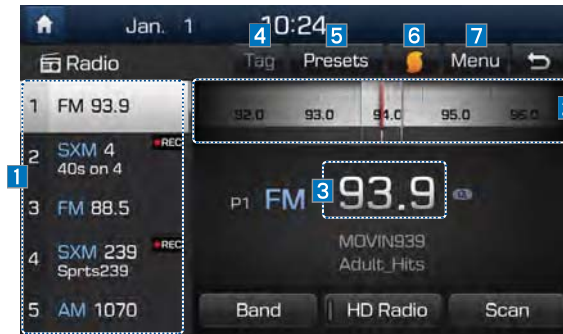 Jan. 1 10:24
4 5 6 7
Radio Tag Presets Menu
1 FM 93.9
92.0 93.0 94.0 95.0 96.0
2 SXM 4 REC
40s on 4
1
3 FM 88.5
P1 FM 3 93.9
4 SXM 239 REC
Sprts239
MOVIN939
Adult_Hits
5 AM 1070
Band HD Radio Scan